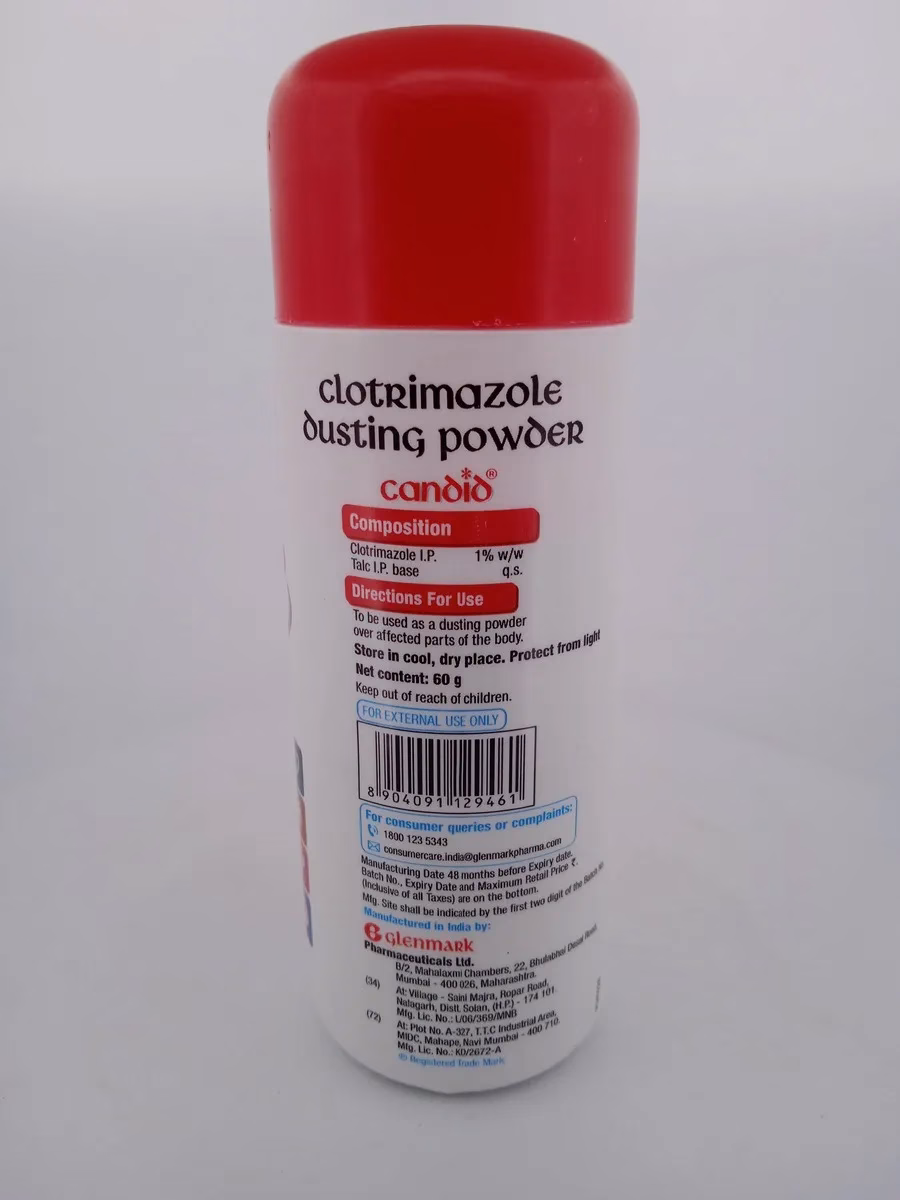 clotrimazole
dusting powder
candid®
Composition
Clotrimazole I.P. 1% w/w
Talc I.P. base q.s.
Directions For Use
To be used as a dusting powder
over affected parts of the body.
Store in cool, dry place. Protect from light
Net content: 60 g
Keep out of reach of children.
FOR EXTERNAL USE ONLY
8 904091 129461
For consumer queries or complaints:
1800 123 5343
consumercare.india@glenmarkpharma.com
Manufacturing Date 48 months before Expiry date.
Batch No., Expiry Date and Maximum Retail Price ₹.
(Inclusive of all Taxes) are on the bottom.
Mfg. Site shall be indicated by the first two digit of the Batch
Manufactured in India by:
glenmark
Pharmaceuticals Ltd.
B/2, Mahalaxmi Chambers, 22, Bhulabhai Desai Road,
Mumbai - 400 026, Maharashtra.
(34) At: Village - Saini Majra, Ropar Road,
Nalagarh, Distt. Solan, (H.P.) - 174 101.
Mfg. Lic. No.: L/06/369/MNB
(72) At: Plot No. A-327, T.T.C Industrial Area,
MIDC, Mahape, Navi Mumbai - 400 710.
Mfg. Lic. No.: KD/2672-A
® Registered Trade Mark